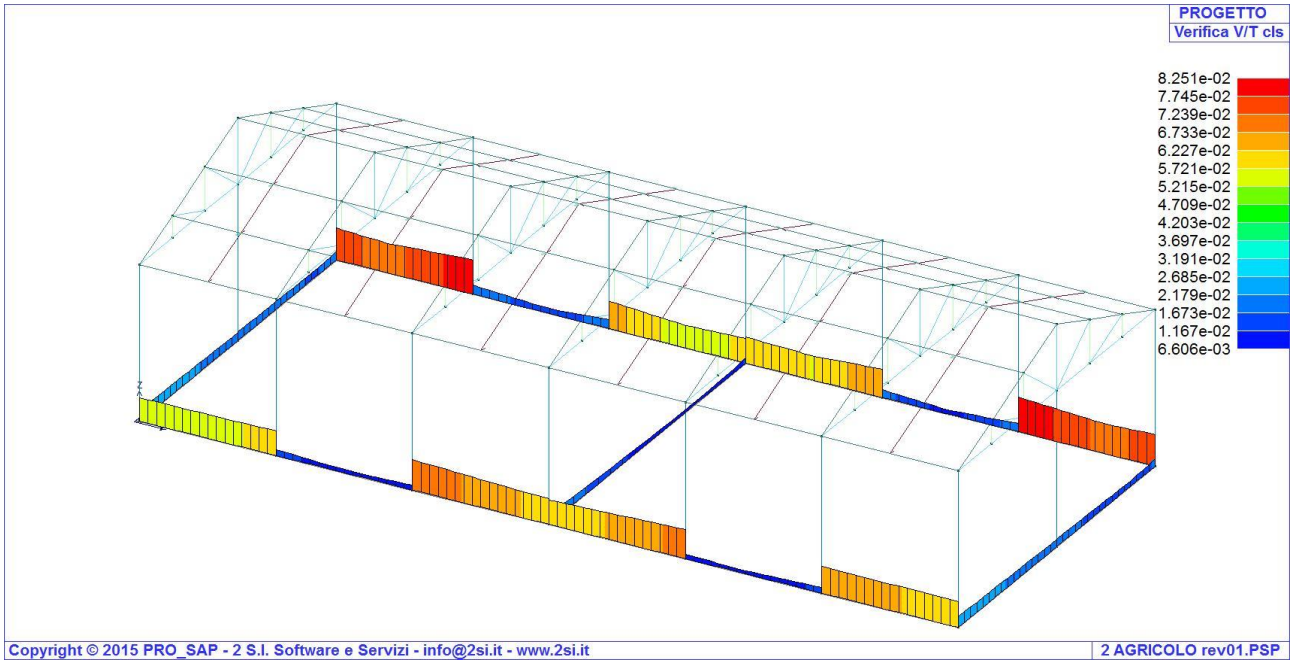 PROGETTO
Verifica V/T cls
8.251e-02
7.745e-02
7.239e-02
6.733e-02
6.227e-02
5.721e-02
5.215e-02
4.709e-02
4.203e-02
3.697e-02
3.191e-02
2.685e-02
2.179e-02
1.673e-02
1.167e-02
6.606e-03
Z
Copyright © 2015 PRO_SAP - 2 S.I. Software e Servizi - info@2si.it - www.2si.it
2 AGRICOLO rev01.PSP